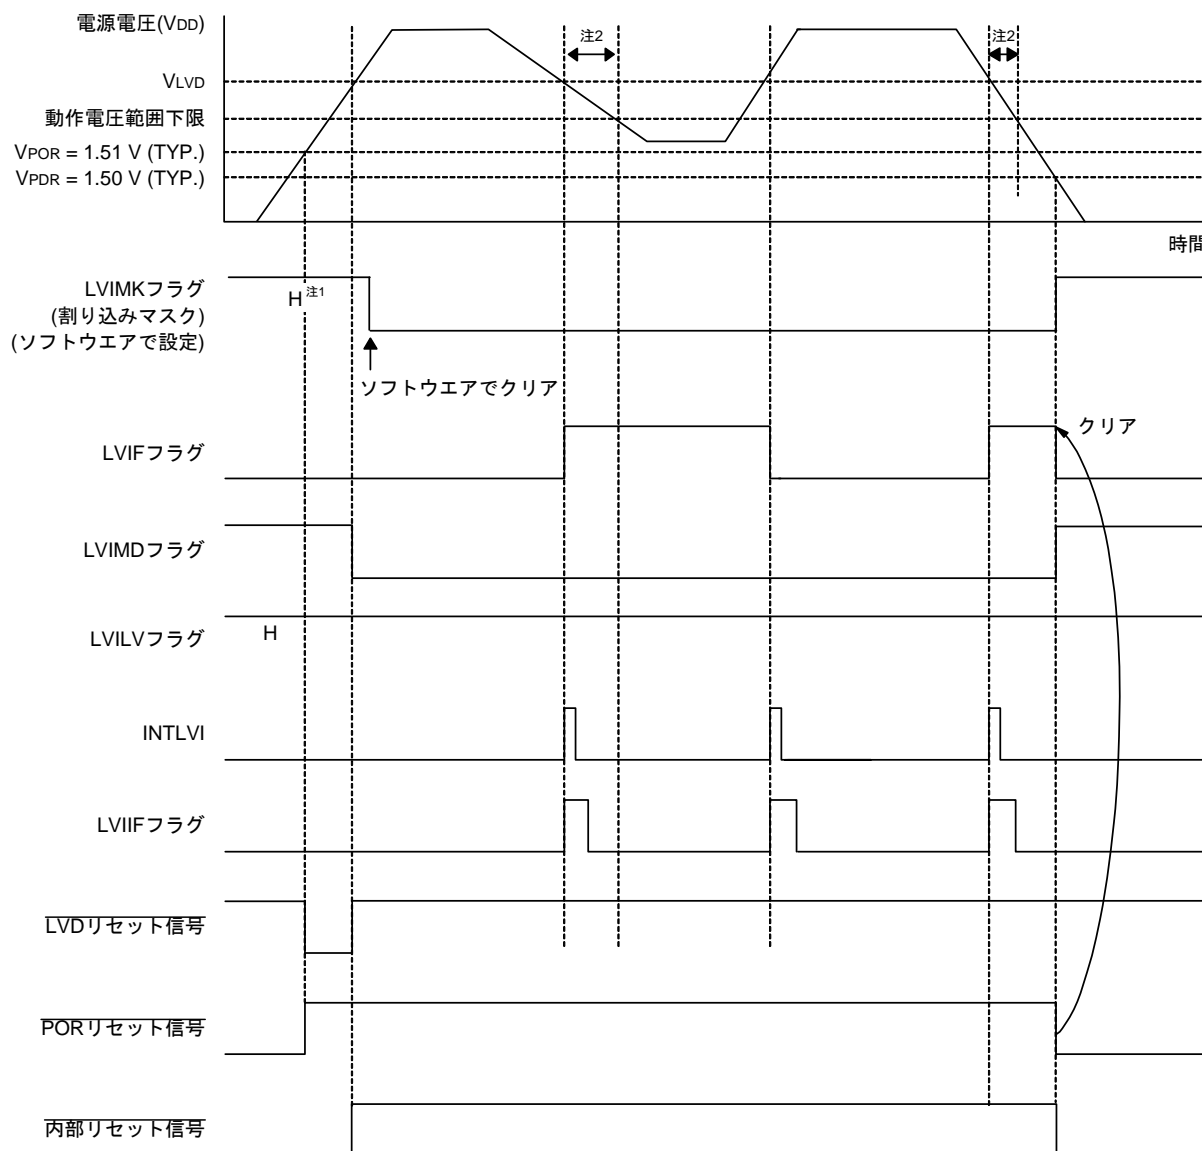 電源電圧(VDD)
注2
注2
VLVD
動作電圧範囲下限
VPOR = 1.51 V (TYP.)
VPDR = 1.50 V (TYP.)
時間
LVIMKフラグ
(割り込みマスク)
(ソフトウエアで設定)
H注1
ソフトウエアでクリア
LVIFフラグ
クリア
LVIMDフラグ
LVILVフラグ
H
INTLVI
LVIIFフラグ
LVDリセット信号
PORリセット信号
内部リセット信号